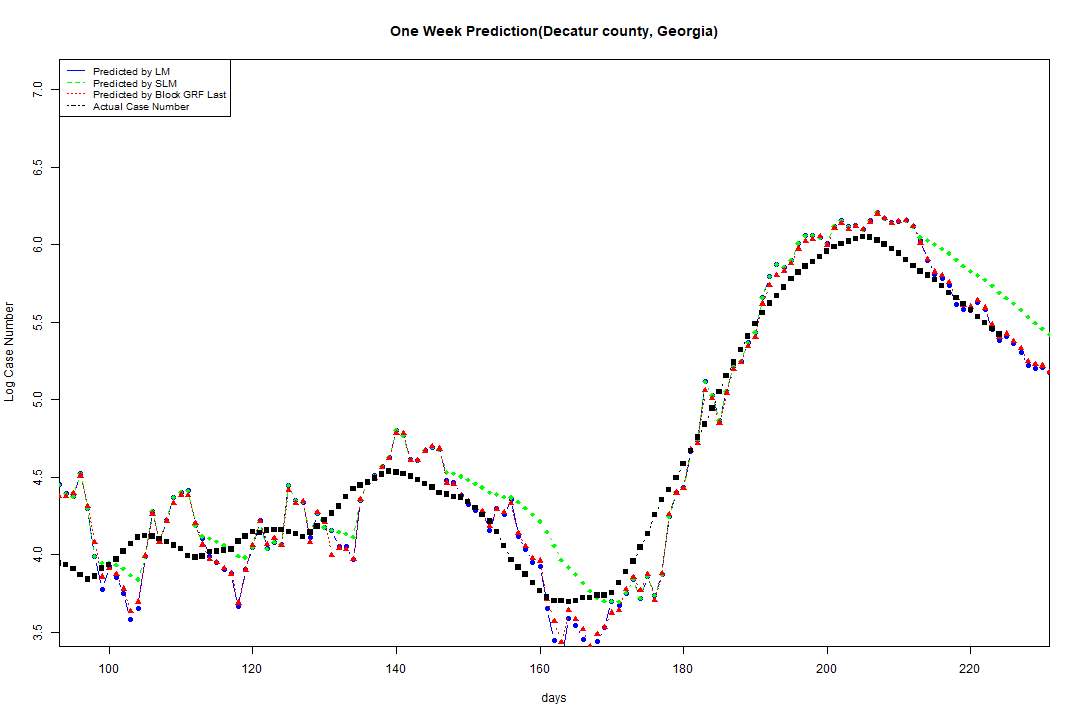 One Week Prediction(Decatur county, Georgia)
Predicted by LM
Predicted by SLM
Predicted by Block GRF Last
Actual Case Number
7.0
6.5
6.0
5.5
5.0
4.5
4.0
3.5
Log Case Number
100 120 140 160 180 200 220
days